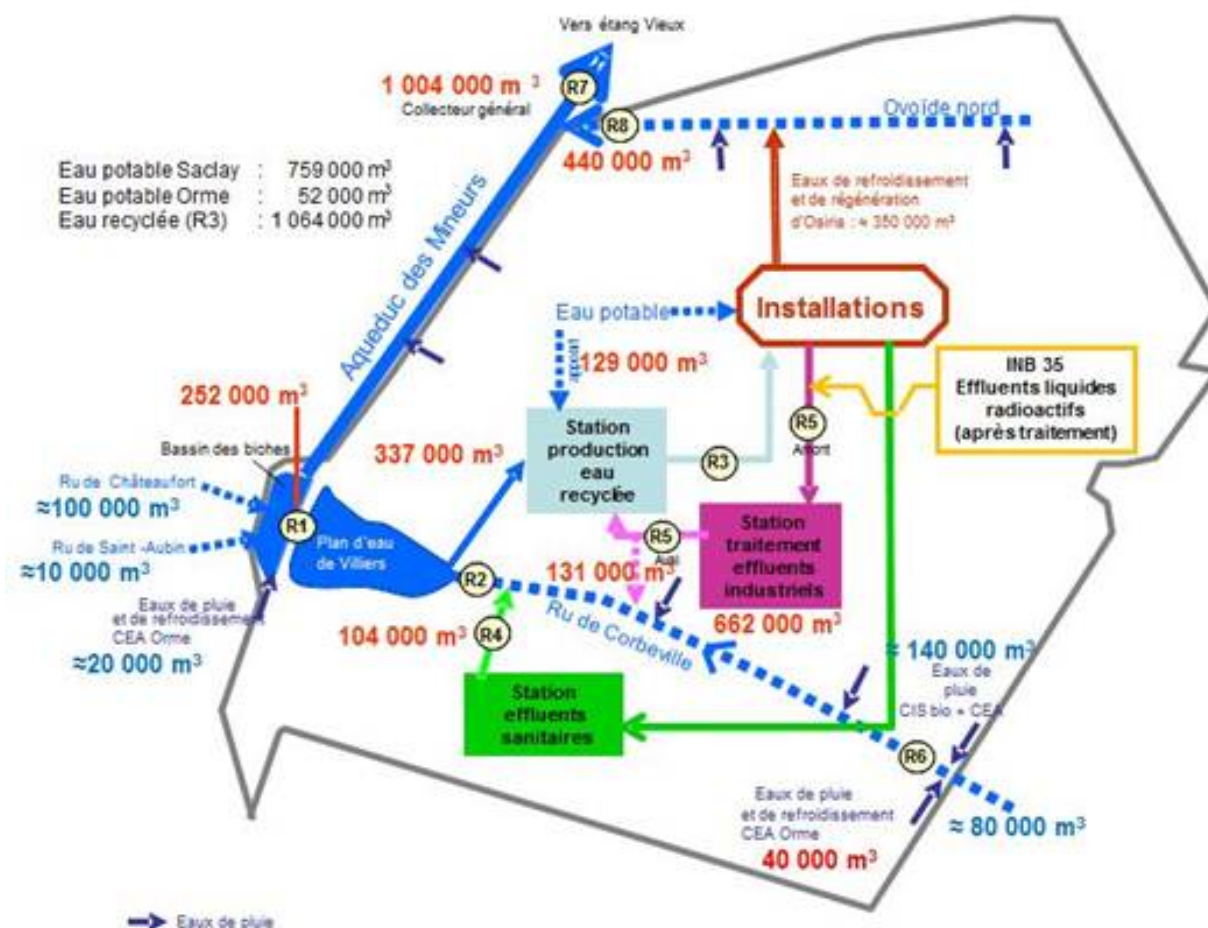 Vers étang Vieux
1 004 000 m³
R7
Collecteur général
R8
Ovoïde nord
440 000 m³
Eau potable Saclay : 759 000 m³
Eau potable Orme : 52 000 m³
Eau recyclée (R3) : 1 064 000 m³
Eaux de refroidissement
et de régénération
d'Osiris : ≈ 350 000 m³
Aqueduc des Mineurs
Installations
Eau potable
129 000 m³
INB 35
Effluents liquides
radioactifs
(après traitement)
252 000 m³
Bassin des biches
337 000 m³
Station
production
eau
recyclée
R3
R5
Amont
Ru de Châteaufort
≈100 000 m³
R1
Plan d'eau
de Villiers
Ru de Saint -Aubin
≈10 000 m³
R2
R5
Station
traitement
effluents
industriels
131 000 m³
662 000 m³
Eaux de pluie
et de refroidissement
CEA Orme
≈20 000 m³
104 000 m³
R4
Ru de Corbeville
Station
effluents
sanitaires
≈ 140 000 m³
Eaux de
pluie
CIS bio + CEA
R6
Eaux de pluie
et de refroidissement
CEA Orme
40 000 m³
≈ 80 000 m³
Eaux de pluie